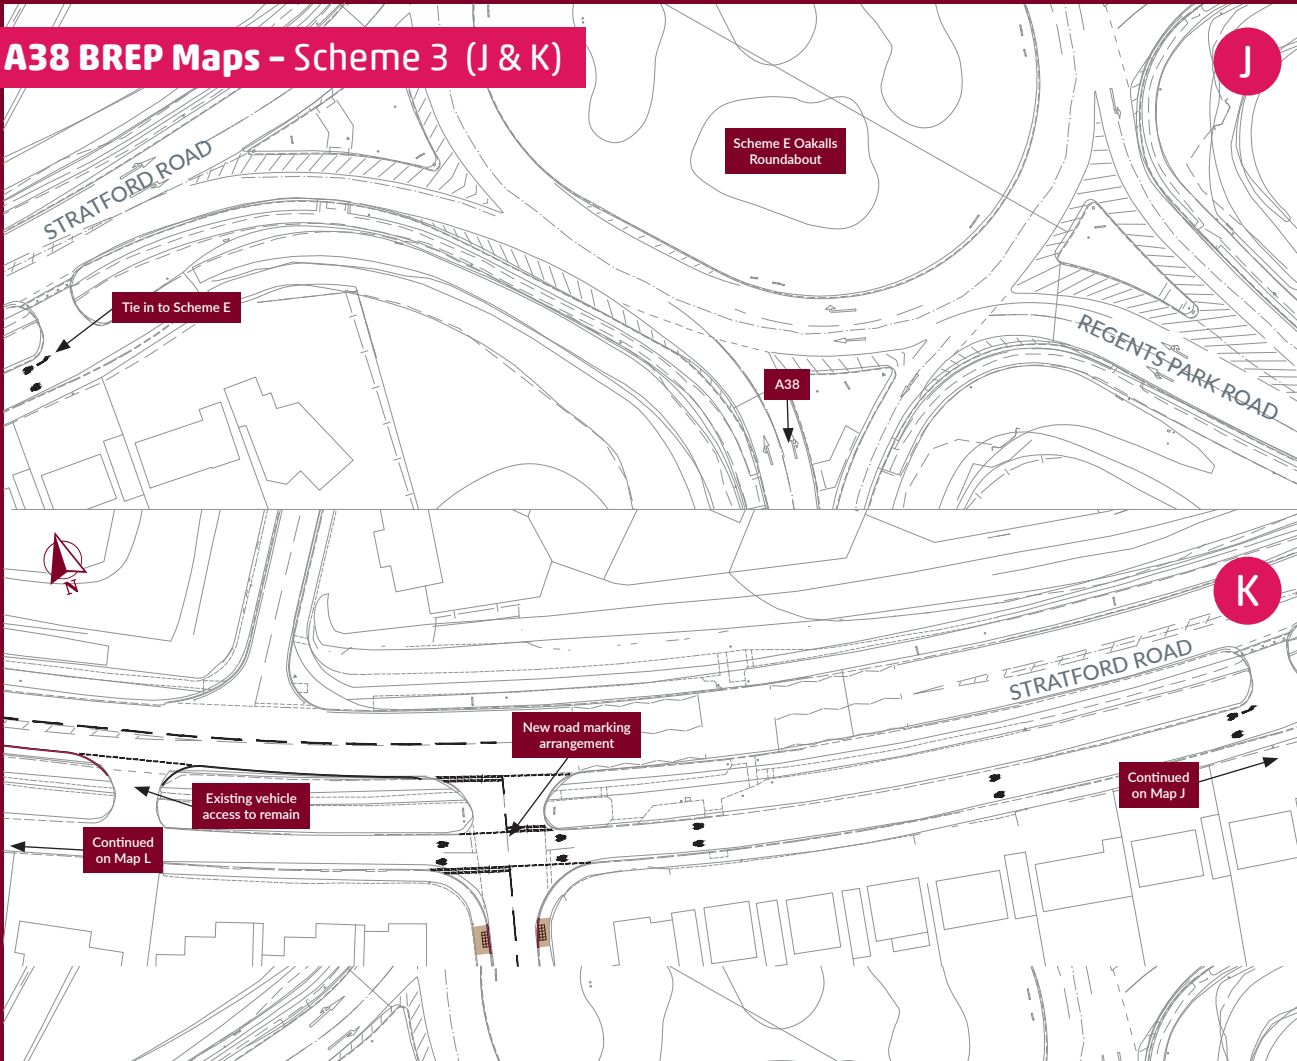 A38 BREP Maps – Scheme 3 (J & K)
J
STRATFORD ROAD
Scheme E Oakalls
Roundabout
Tie in to Scheme E
REGENTS PARK ROAD
A38
N
K
STRATFORD ROAD
New road marking
arrangement
Existing vehicle
access to remain
Continued
on Map J
Continued
on Map L